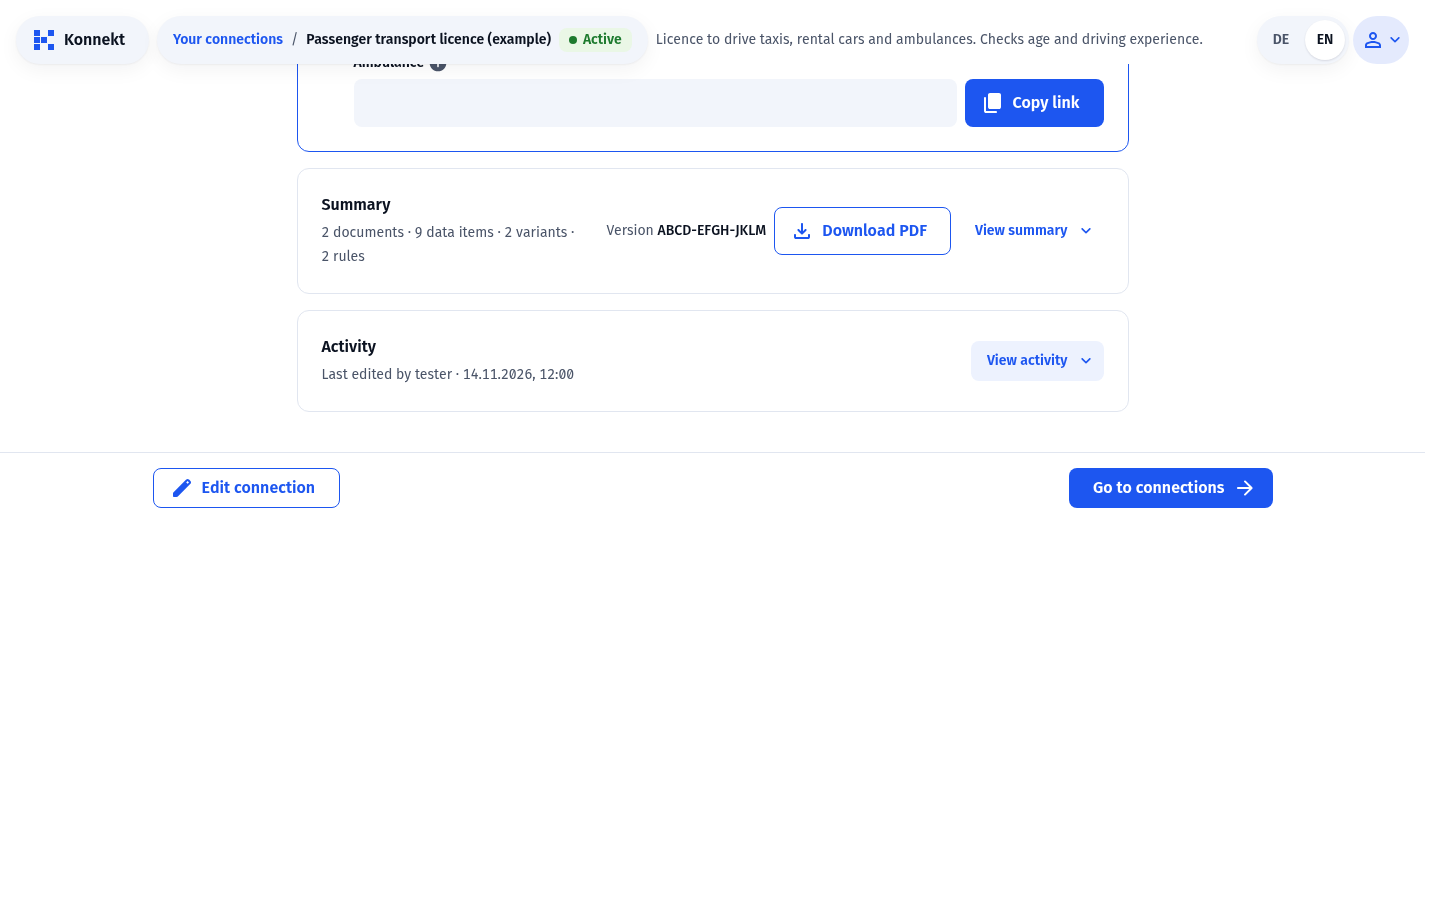 Konnekt
Your connections / Passenger transport licence (example) Active
Licence to drive taxis, rental cars and ambulances. Checks age and driving experience.
DE EN
Ambulance
Copy link
Summary
2 documents · 9 data items · 2 variants ·
2 rules
Version ABCD-EFGH-JKLM
Download PDF
View summary
Activity
Last edited by tester · 14.11.2026, 12:00
View activity
Edit connection
Go to connections